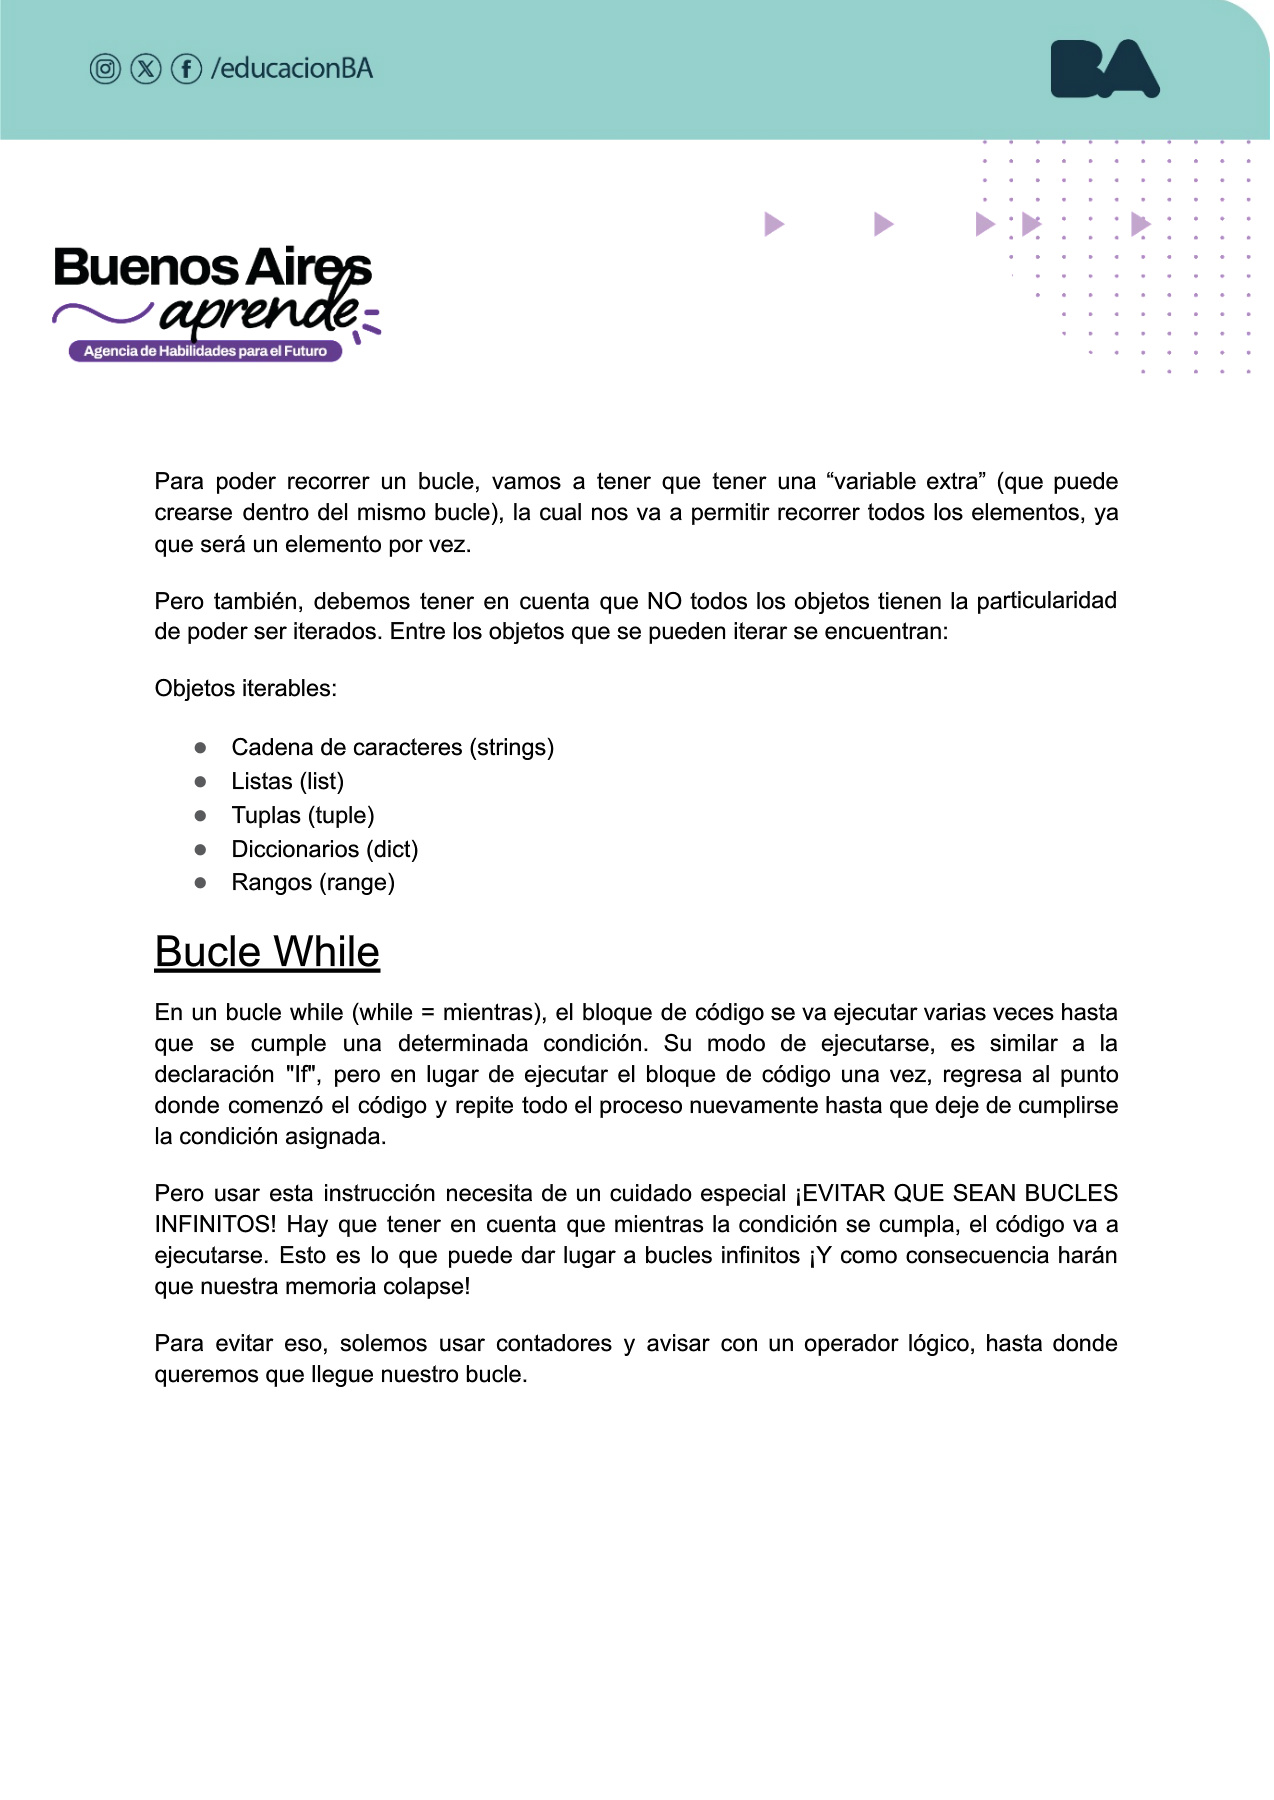 /educacionBA
BA
Buenos Aires
aprende
Agencia de Habilidades para el Futuro
Para poder recorrer un bucle, vamos a tener que tener una “variable extra” (que puede
crearse dentro del mismo bucle), la cual nos va a permitir recorrer todos los elementos, ya
que será un elemento por vez.
Pero también, debemos tener en cuenta que NO todos los objetos tienen la particularidad
de poder ser iterados. Entre los objetos que se pueden iterar se encuentran:
Objetos iterables:
● Cadena de caracteres (strings)
● Listas (list)
● Tuplas (tuple)
● Diccionarios (dict)
● Rangos (range)
Bucle While
En un bucle while (while = mientras), el bloque de código se va ejecutar varias veces hasta
que se cumple una determinada condición. Su modo de ejecutarse, es similar a la
declaración "If", pero en lugar de ejecutar el bloque de código una vez, regresa al punto
donde comenzó el código y repite todo el proceso nuevamente hasta que deje de cumplirse
la condición asignada.
Pero usar esta instrucción necesita de un cuidado especial ¡EVITAR QUE SEAN BUCLES
INFINITOS! Hay que tener en cuenta que mientras la condición se cumpla, el código va a
ejecutarse. Esto es lo que puede dar lugar a bucles infinitos ¡Y como consecuencia harán
que nuestra memoria colapse!
Para evitar eso, solemos usar contadores y avisar con un operador lógico, hasta donde
queremos que llegue nuestro bucle.